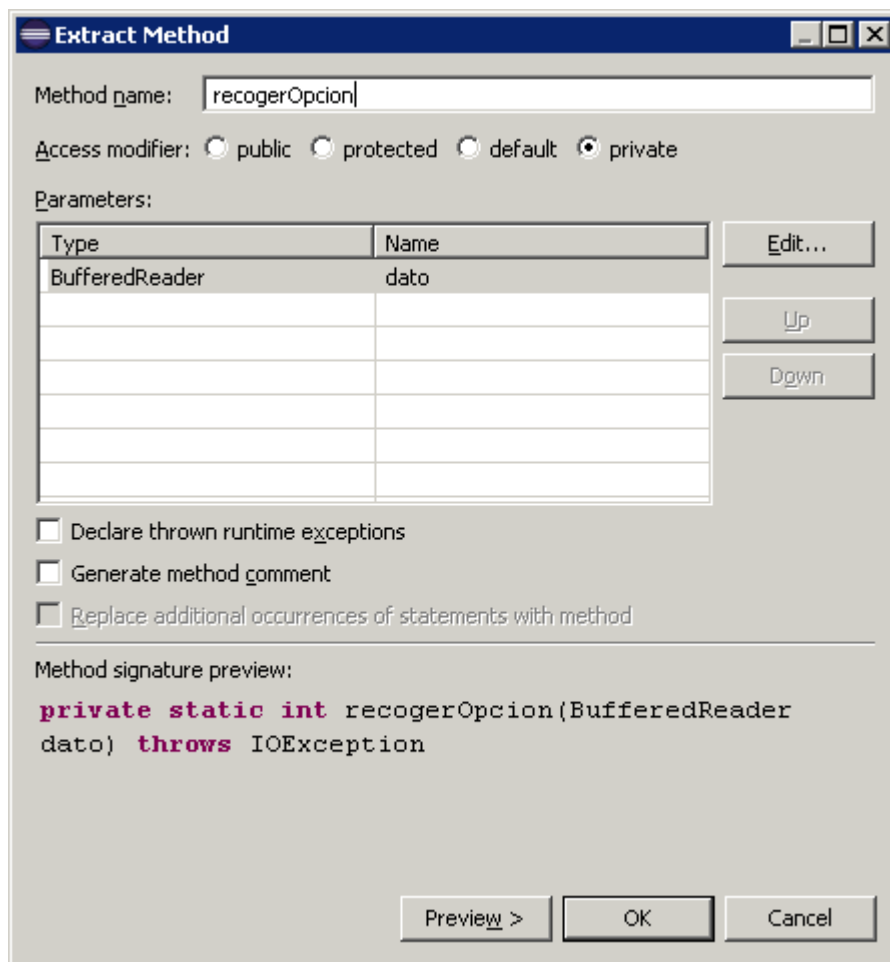 Extract Method
Method name: recogerOpcion
Access modifier: public protected default private
Parameters:
Type Name Edit...
BufferedReader dato
Up
Down
Declare thrown runtime exceptions
Generate method comment
Replace additional occurrences of statements with method
Method signature preview:
private static int recogerOpcion(BufferedReader
dato) throws IOException
Preview > OK Cancel